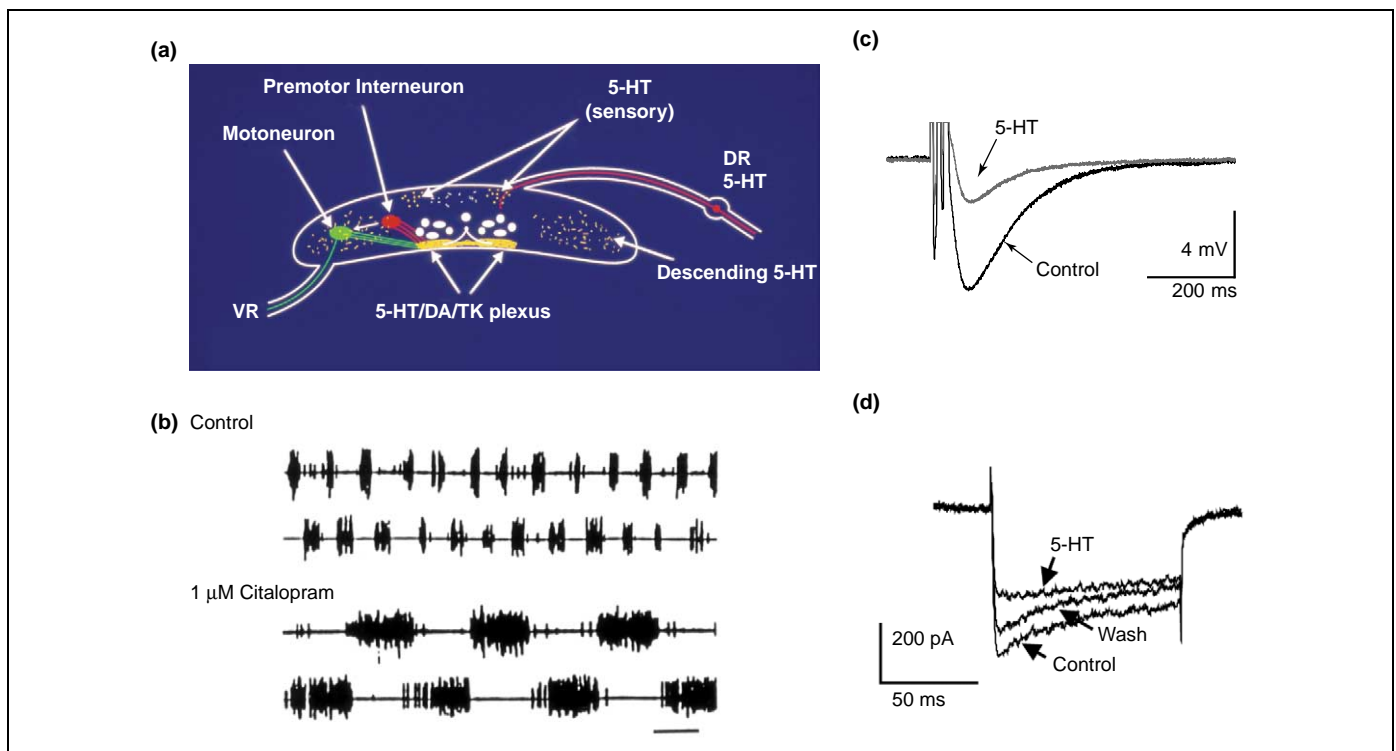 (a)
Premotor Interneuron
Motoneuron
5-HT
(sensory)
DR
5-HT
Descending 5-HT
VR
5-HT/DA/TK plexus
(b) Control
1 μM Citalopram
(c)
5-HT
Control
4 mV
200 ms
(d)
5-HT
Wash
Control
200 pA
50 ms